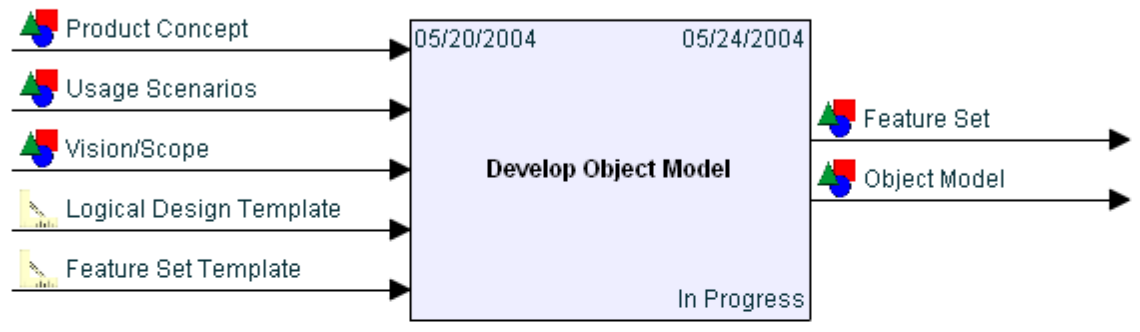 Product Concept
Usage Scenarios
Vision/Scope
Logical Design Template
Feature Set Template
05/20/2004 05/24/2004
Develop Object Model
In Progress
Feature Set
Object Model